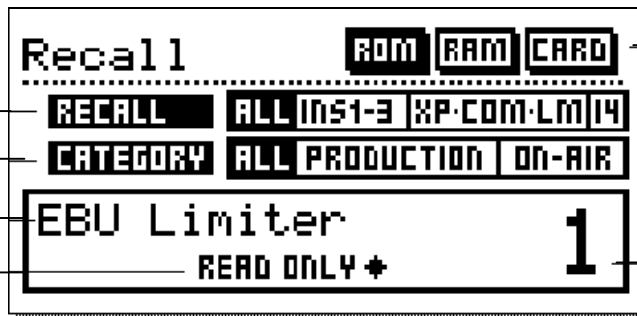 Recall ROM RAM CARD
RECALL ALL INS1-3 XP·COM·LM 14
CATEGORY ALL PRODUCTION ON-AIR
EBU Limiter 1
READ ONLY